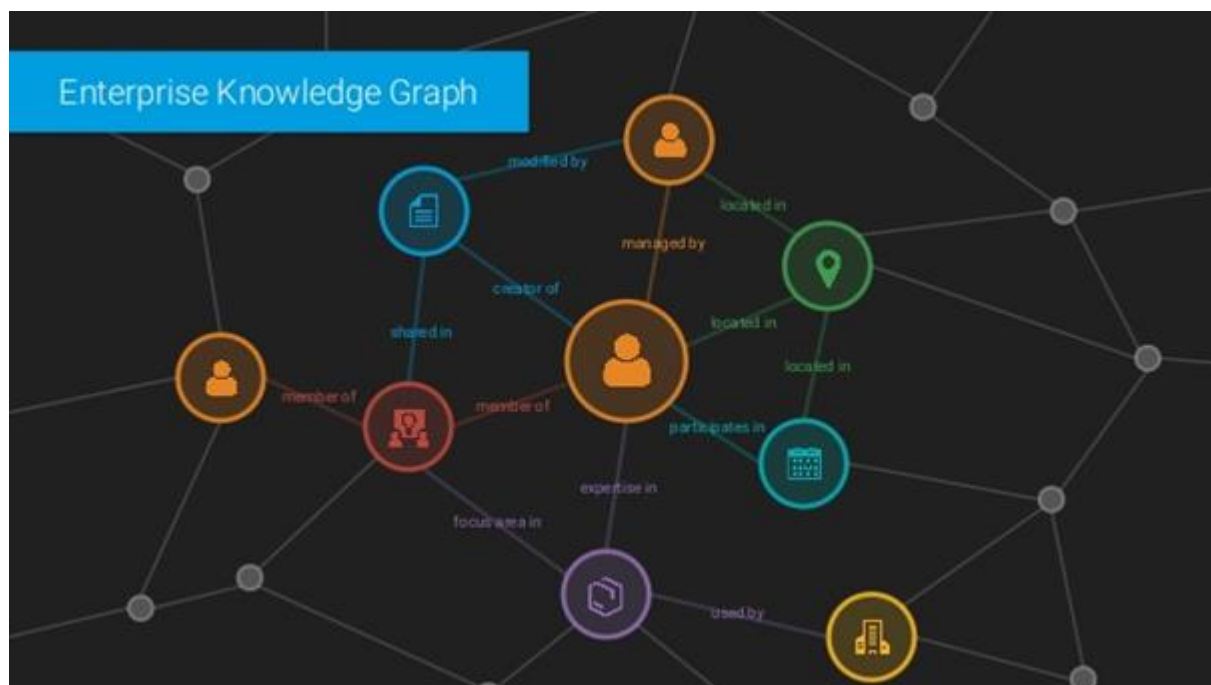 Enterprise Knowledge Graph
modified by
located in
managed by
creator of
located in
shared in
located in
member of
member of
participates in
expertise in
focus area in
used by